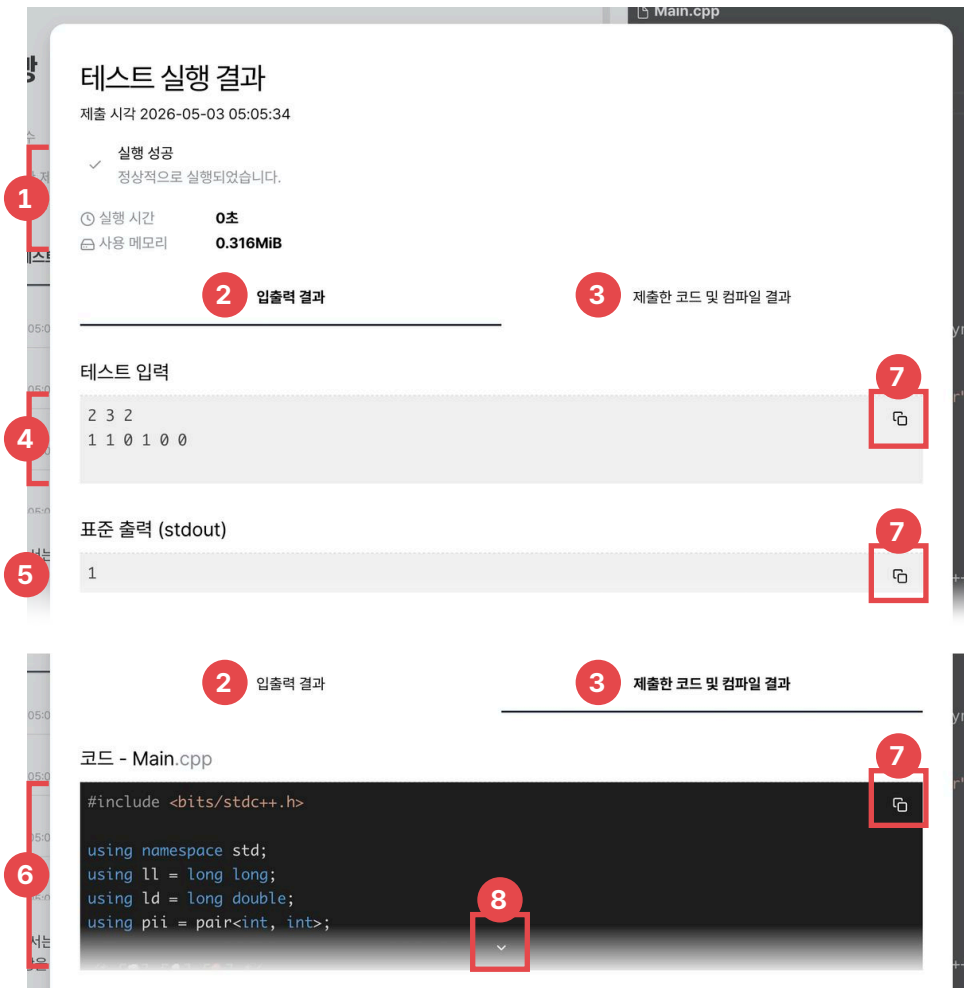 Main.cpp
테스트 실행 결과
제출 시각 2026-05-03 05:05:34
실행 성공
정상적으로 실행되었습니다.
1
실행 시간 0초
사용 메모리 0.316MiB
2 입출력 결과
3 제출한 코드 및 컴파일 결과
테스트 입력
7
2 3 2
1 1 0 1 0 0
4
표준 출력 (stdout)
7
1
5
2 입출력 결과
3 제출한 코드 및 컴파일 결과
코드 - Main.cpp
7
#include <bits/stdc++.h>
using namespace std;
using ll = long long;
using ld = long double;
using pii = pair<int, int>;
6
8